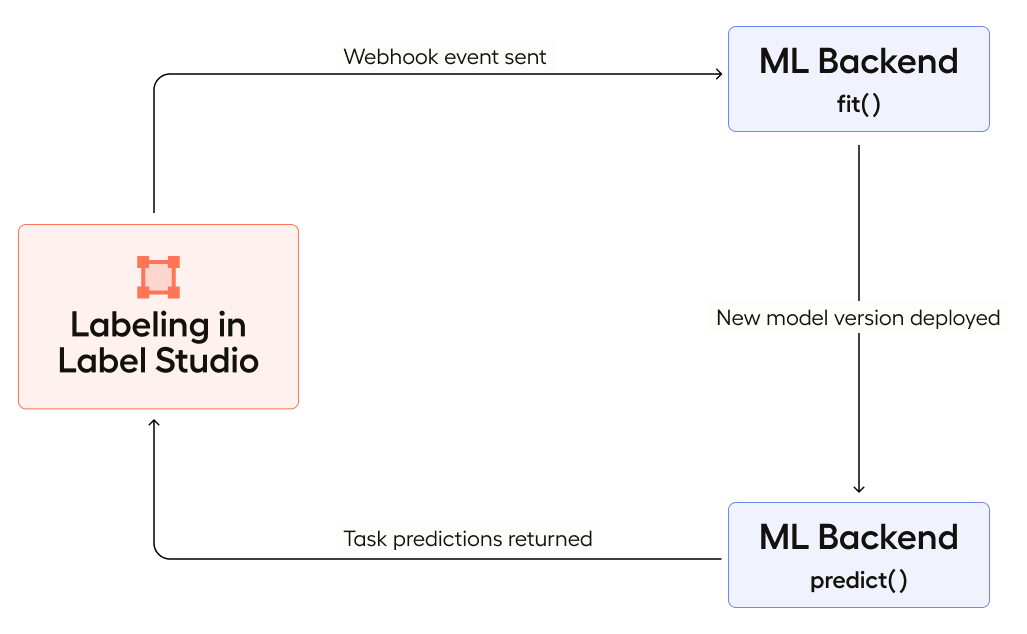 Webhook event sent
ML Backend
fit()
Labeling in
Label Studio
New model version deployed
Task predictions returned
ML Backend
predict()